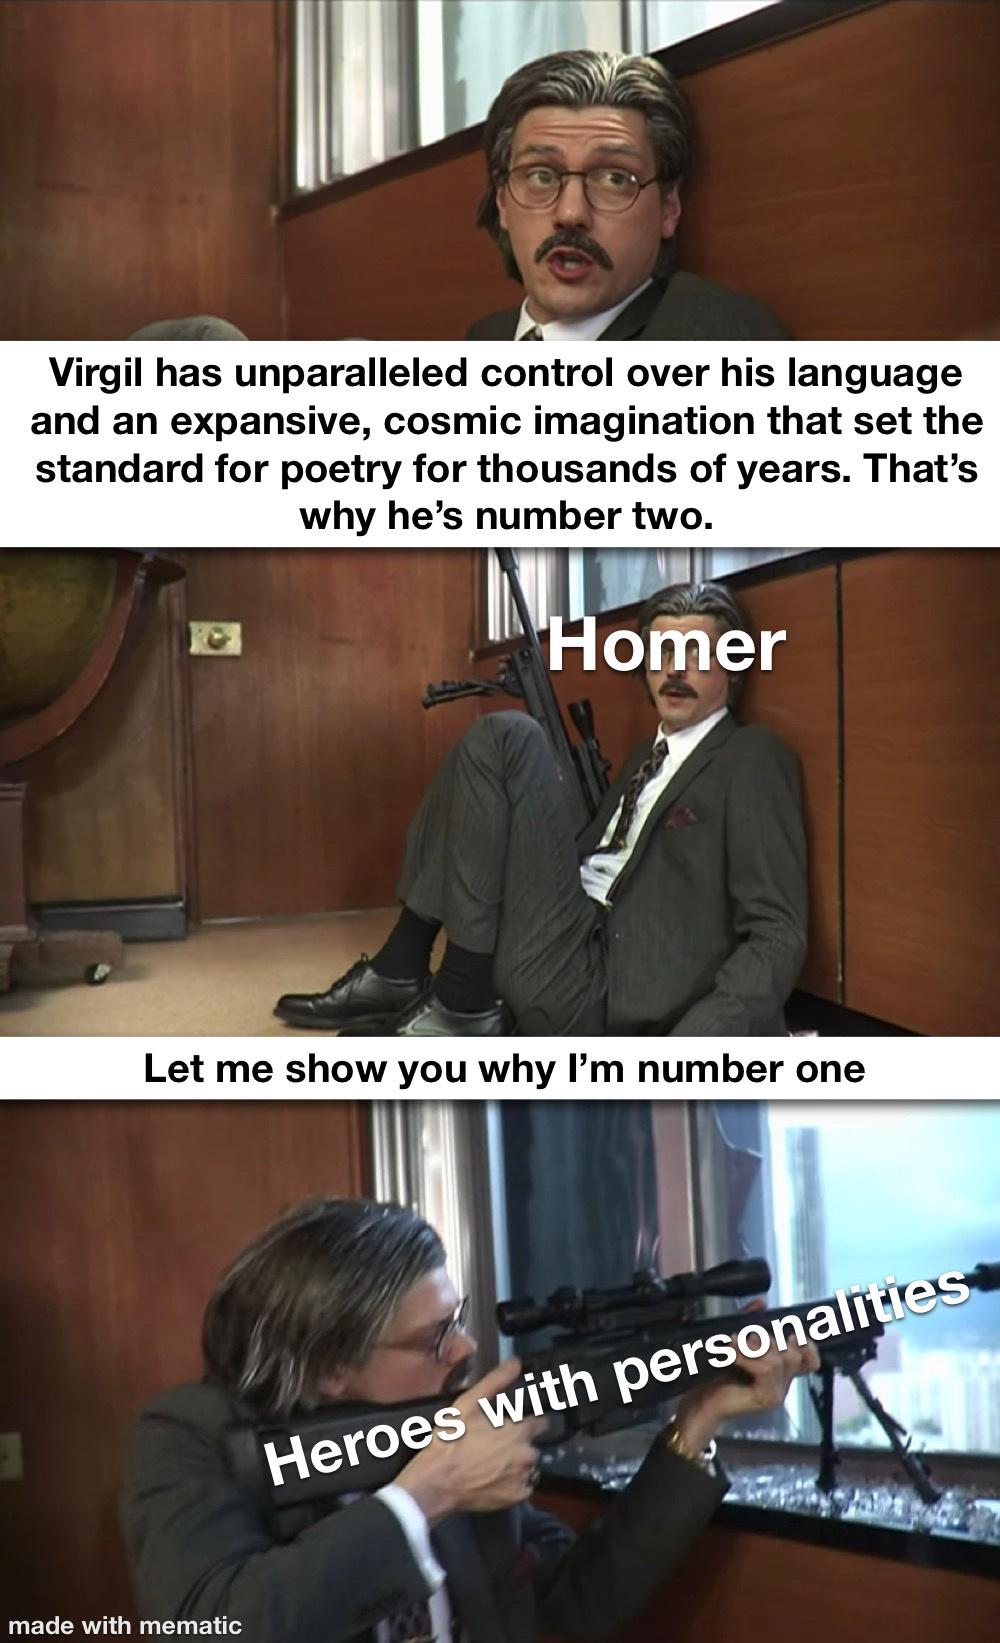 Virgil has unparalleled control over his language
and an expansive, cosmic imagination that set the
standard for poetry for thousands of years. That’s
why he’s number two.
Homer
Let me show you why I’m number one
Heroes with personalities
made with mematic